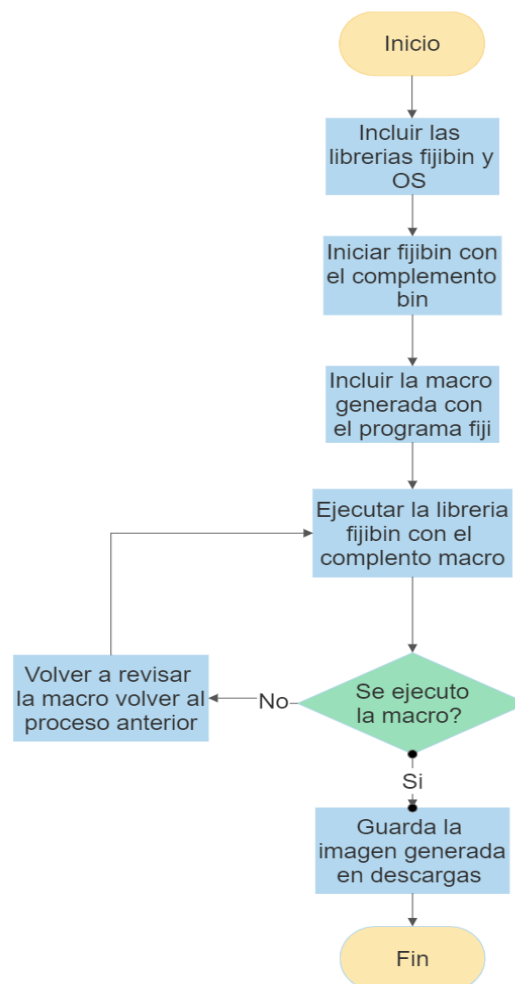 Inicio
Incluir las
librerias fijibin y
OS
Iniciar fijibin con
el complemento
bin
Incluir la macro
generada con
el programa fiji
Ejecutar la libreria
fijibin con el
complento macro
Se ejecuto
la macro?
No
Volver a revisar
la macro volver al
proceso anterior
Si
Guarda la
imagen generada
en descargas
Fin